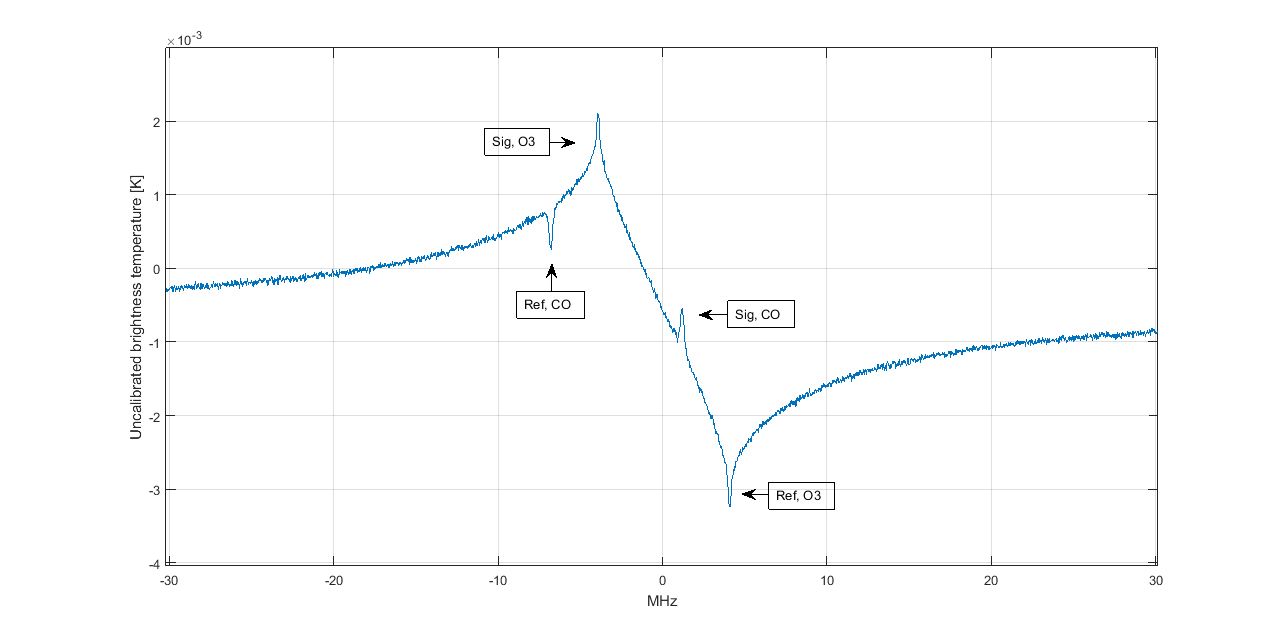 ×10-3
2
1
0
-1
-2
-3
-4
Uncalibrated brightness temperature [K]
Sig, O3
Ref, CO
Sig, CO
Ref, O3
-30 -20 -10 0 10 20 30
MHz